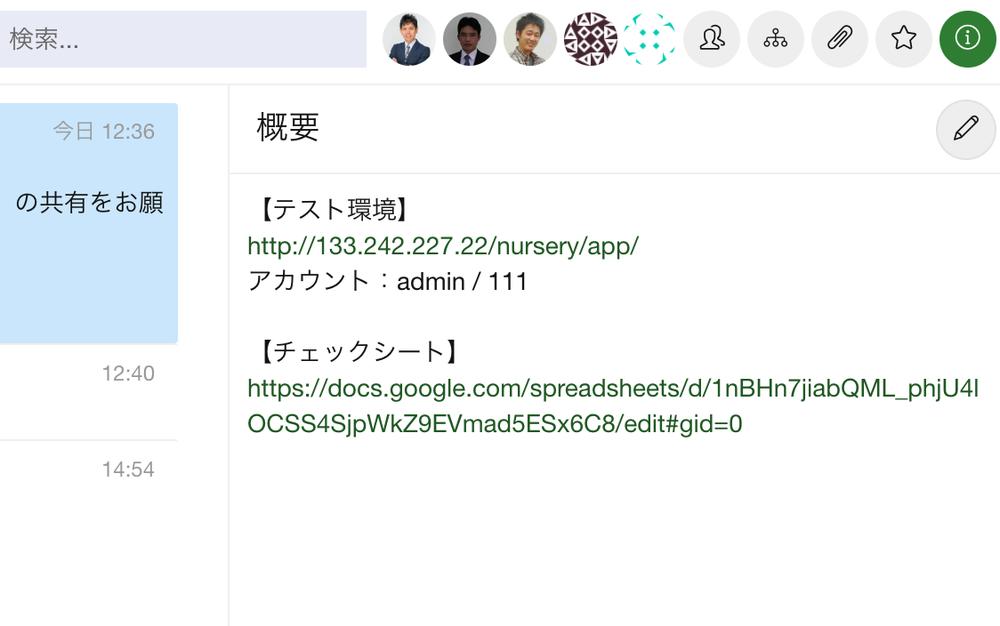 検索...
今日 12:36
の共有をお願
12:40
14:54
概要
【テスト環境】
http://133.242.227.22/nursery/app/
アカウント：admin / 111
【チェックシート】
https://docs.google.com/spreadsheets/d/1nBHn7jiabQML_phjU4l
OCSS4SjpWkZ9EVmad5ESx6C8/edit#gid=0